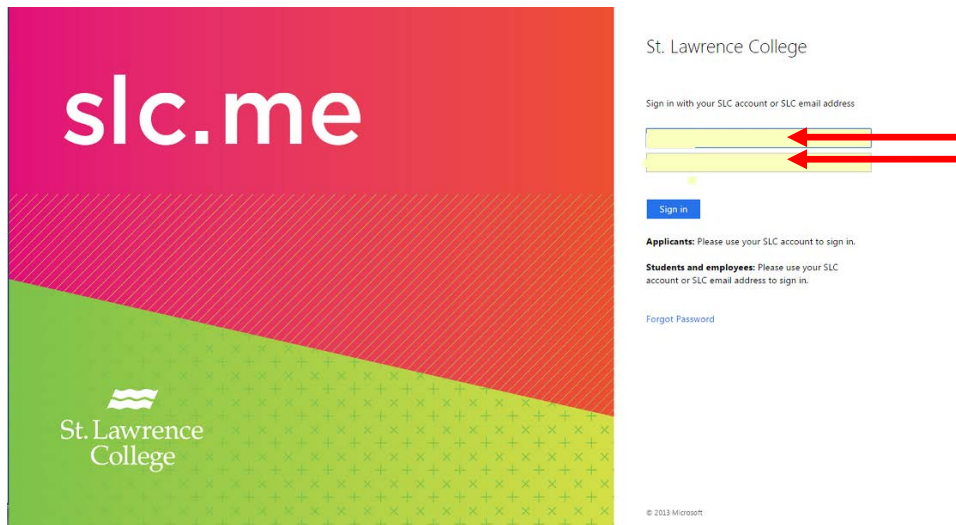 slc.me
St. Lawrence
College
St. Lawrence College
Sign in with your SLC account or SLC email address
Sign in
Applicants: Please use your SLC account to sign in.
Students and employees: Please use your SLC
account or SLC email address to sign in.
Forgot Password
© 2013 Microsoft